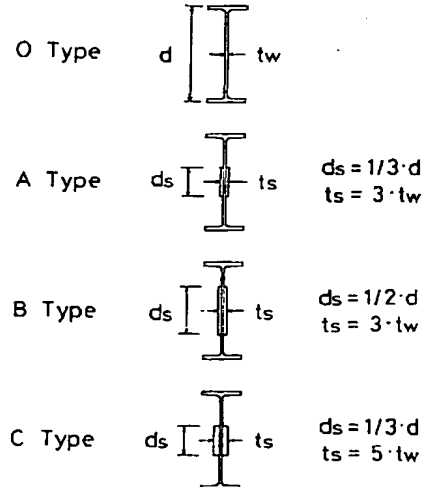 O Type d tw
A Type ds ts ds = 1/3·d
ts = 3·tw
B Type ds ts ds = 1/2·d
ts = 3·tw
C Type ds ts ds = 1/3·d
ts = 5·tw